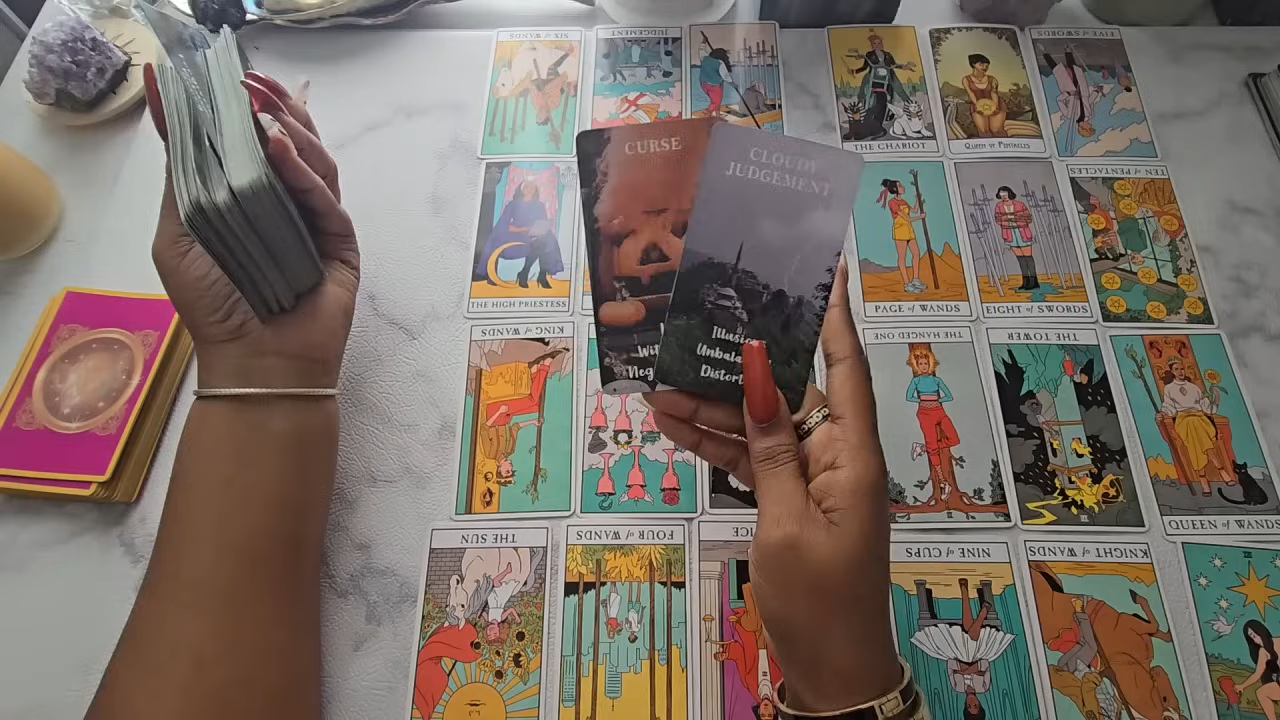 SIX of WANDS
JUDGEMENT
THE CHARIOT
QUEEN of PENTACLES
FIVE of SWORDS
CURSE
CLOUDY
JUDGEMENT
THE HIGH PRIESTESS
PAGE of WANDS
EIGHT of SWORDS
TEN of PENTACLES
KING of WANDS
THE HANGED ONE
THE TOWER
QUEEN of WANDS
THE SUN
FOUR of WANDS
NINE of CUPS
KNIGHT of WANDS